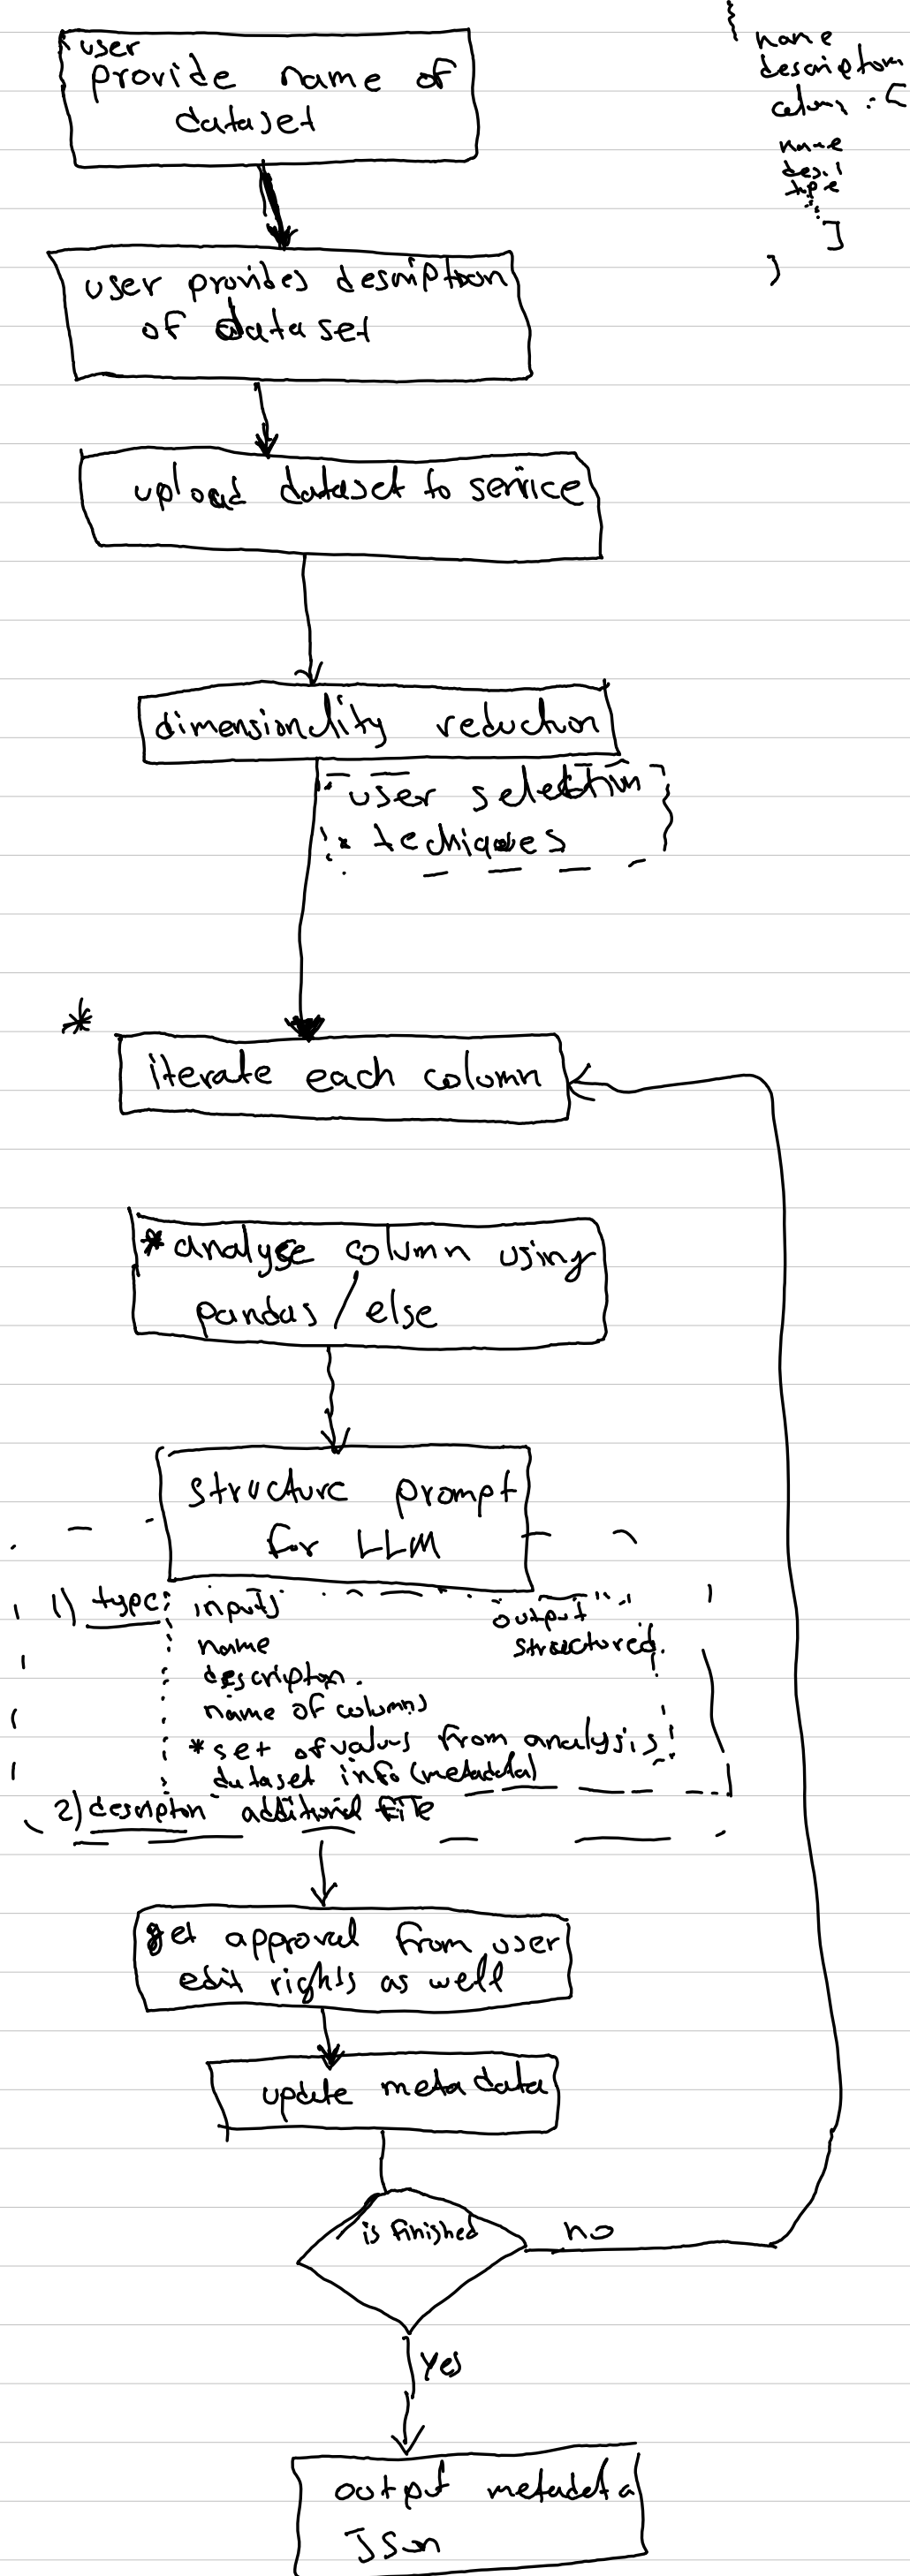 user
provide name of
dataset
{
name
description
colums : [
name
des.
type
]
}
user provides description
of dataset
upload dataset to service
dimensionality reduction
user selection
* techiques
*
iterate each column
* analyse column using
pandas / else
structure prompt
for LLM
1) type: inputs
name
description.
name of columns
* set of values from analysis
dataset info (metadata)
output
structured.
2) description additional file
get approval from user
edit rights as well
update metadata
is finished
no
yes
output metadata
Json